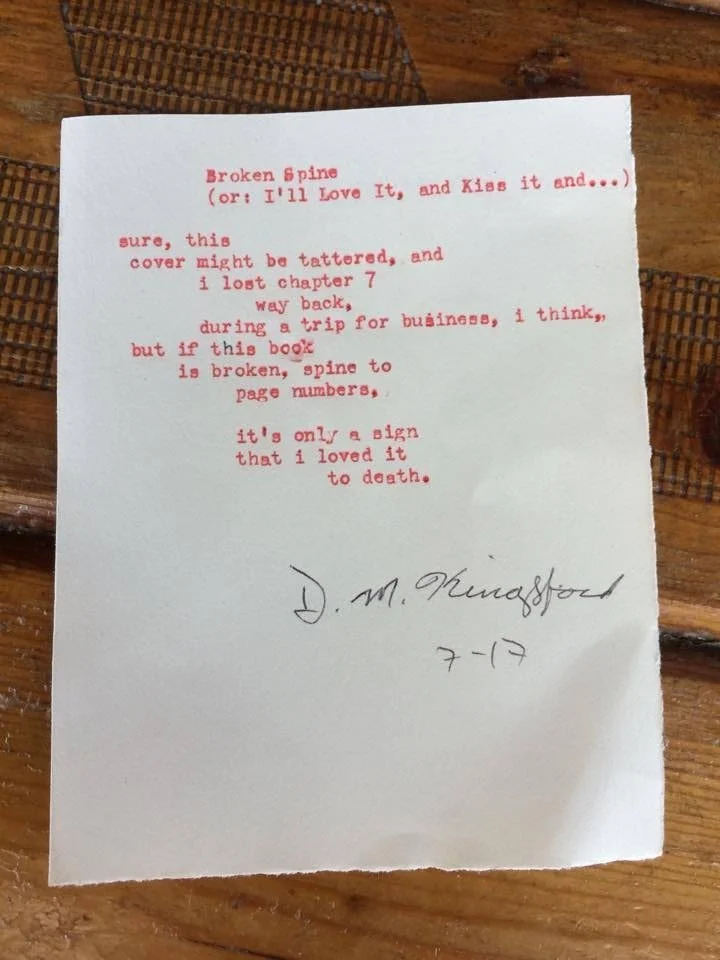 Broken Spine
(or: I'll Love It, and Kiss it and...)
sure, this
cover might be tattered, and
i lost chapter 7
way back,
during a trip for business, i think,,
but if this book
is broken, spine to
page numbers,
it's only a sign
that i loved it
to death.
D. M. Kingsford
7-17